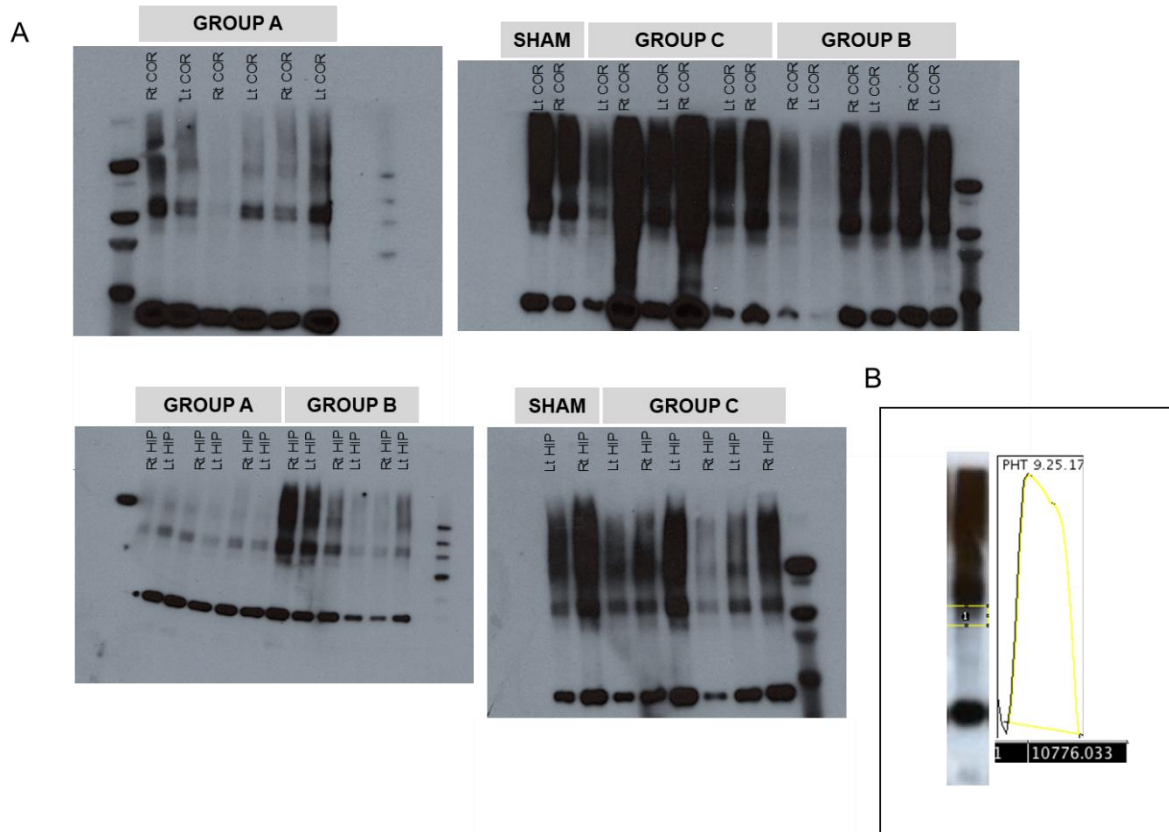 A
GROUP A
Rt COR
Lt COR
Rt COR
Lt COR
Rt COR
Lt COR
SHAM
GROUP C
GROUP B
Lt COR
Rt COR
Lt COR
Rt COR
Lt COR
Rt COR
Lt COR
Rt COR
Rt COR
Lt COR
Rt COR
Lt COR
Rt COR
Lt COR
GROUP A
GROUP B
Rt HIP
Lt HIP
Rt HIP
Lt HIP
Rt HIP
Lt HIP
Rt HIP
Lt HIP
Rt HIP
Lt HIP
Rt HIP
Lt HIP
SHAM
GROUP C
Lt HIP
Rt HIP
Lt HIP
Rt HIP
Lt HIP
Rt HIP
Lt HIP
Rt HIP
B
1
PHT 9.25.17
1 10776.033